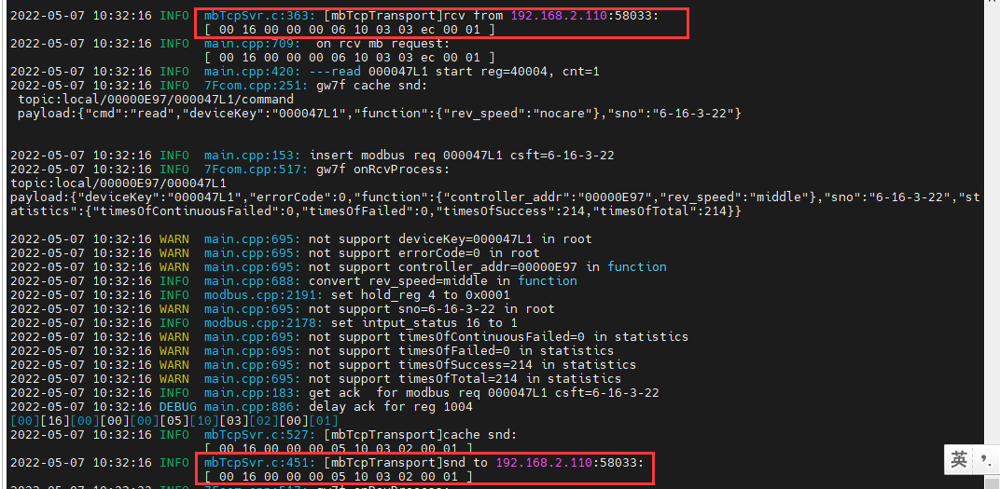 2022-05-07 10:32:16 INFO  mbTcpSvr.c:363: [mbTcpTransport]rcv from 192.168.2.110:58033:
[ 00 16 00 00 00 06 10 03 03 ec 00 01 ]
2022-05-07 10:32:16 INFO  main.cpp:709:  on rcv mb request:
[ 00 16 00 00 00 06 10 03 03 ec 00 01 ]
2022-05-07 10:32:16 INFO  main.cpp:420: ---read 000047L1 start reg=40004, cnt=1
2022-05-07 10:32:16 INFO  7Fcom.cpp:251: gw7f cache snd:
topic:local/00000E97/000047L1/command
payload:{"cmd":"read","deviceKey":"000047L1","function":{"rev_speed":"nocare"},"sno":"6-16-3-22"}
2022-05-07 10:32:16 INFO  main.cpp:153: insert modbus req 000047L1 csft=6-16-3-22
2022-05-07 10:32:16 INFO  7Fcom.cpp:517: gw7f onRcvProcess:
topic:local/00000E97/000047L1
payload:{"deviceKey":"000047L1","errorCode":0,"function":{"controller_addr":"00000E97","rev_speed":"middle"},"sno":"6-16-3-22","st
atistics":{"timesOfContinuousFailed":0,"timesOfFailed":0,"timesOfSuccess":214,"timesOfTotal":214}}
2022-05-07 10:32:16 WARN  main.cpp:695: not support deviceKey=000047L1 in root
2022-05-07 10:32:16 WARN  main.cpp:695: not support errorCode=0 in root
2022-05-07 10:32:16 WARN  main.cpp:695: not support controller_addr=00000E97 in function
2022-05-07 10:32:16 INFO  main.cpp:688: convert rev_speed=middle in function
2022-05-07 10:32:16 INFO  modbus.cpp:2191: set hold_reg 4 to 0x0001
2022-05-07 10:32:16 WARN  main.cpp:695: not support sno=6-16-3-22 in root
2022-05-07 10:32:16 INFO  modbus.cpp:2178: set intput_status 16 to 1
2022-05-07 10:32:16 WARN  main.cpp:695: not support timesOfContinuousFailed=0 in statistics
2022-05-07 10:32:16 WARN  main.cpp:695: not support timesOfFailed=0 in statistics
2022-05-07 10:32:16 WARN  main.cpp:695: not support timesOfSuccess=214 in statistics
2022-05-07 10:32:16 WARN  main.cpp:695: not support timesOfTotal=214 in statistics
2022-05-07 10:32:16 INFO  main.cpp:183: get ack  for modbus req 000047L1 csft=6-16-3-22
2022-05-07 10:32:16 DEBUG main.cpp:886: delay ack for reg 1004
[00][16][00][00][00][05][10][03][02][00][01]
2022-05-07 10:32:16 INFO  mbTcpSvr.c:527: [mbTcpTransport]cache snd:
[ 00 16 00 00 00 05 10 03 02 00 01 ]
2022-05-07 10:32:16 INFO  mbTcpSvr.c:451: [mbTcpTransport]snd to 192.168.2.110:58033:
[ 00 16 00 00 00 05 10 03 02 00 01 ]
2022-05-07 10:32:16 INFO  7Fcom.cpp:517: gw7f onRcvProcess:
英